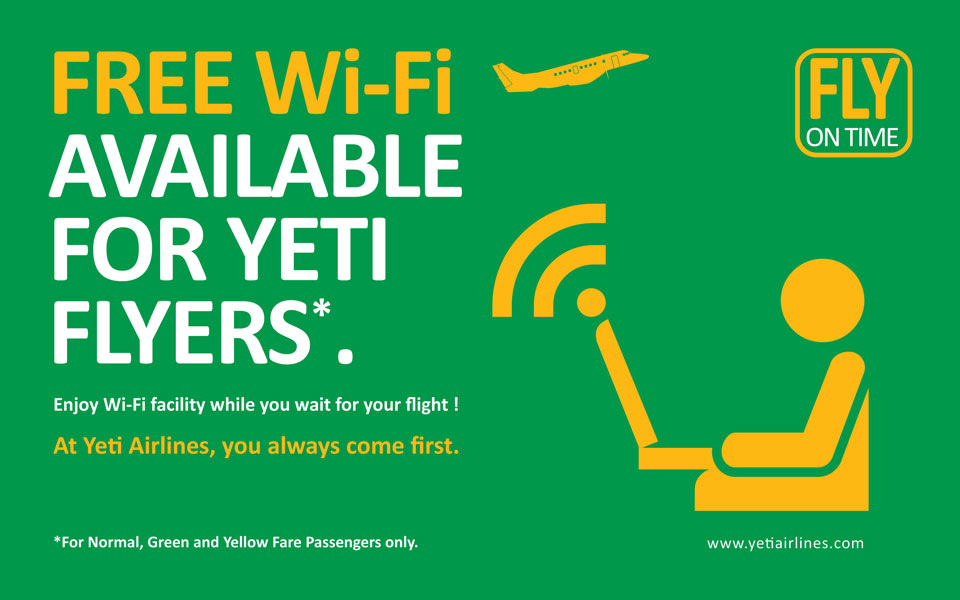 FREE Wi-Fi
AVAILABLE
FOR YETI
FLYERS* .
Enjoy Wi-Fi facility while you wait for your flight !
At Yeti Airlines, you always come first.
*For Normal, Green and Yellow Fare Passengers only.
FLY
ON TIME
www.yetiairlines.com